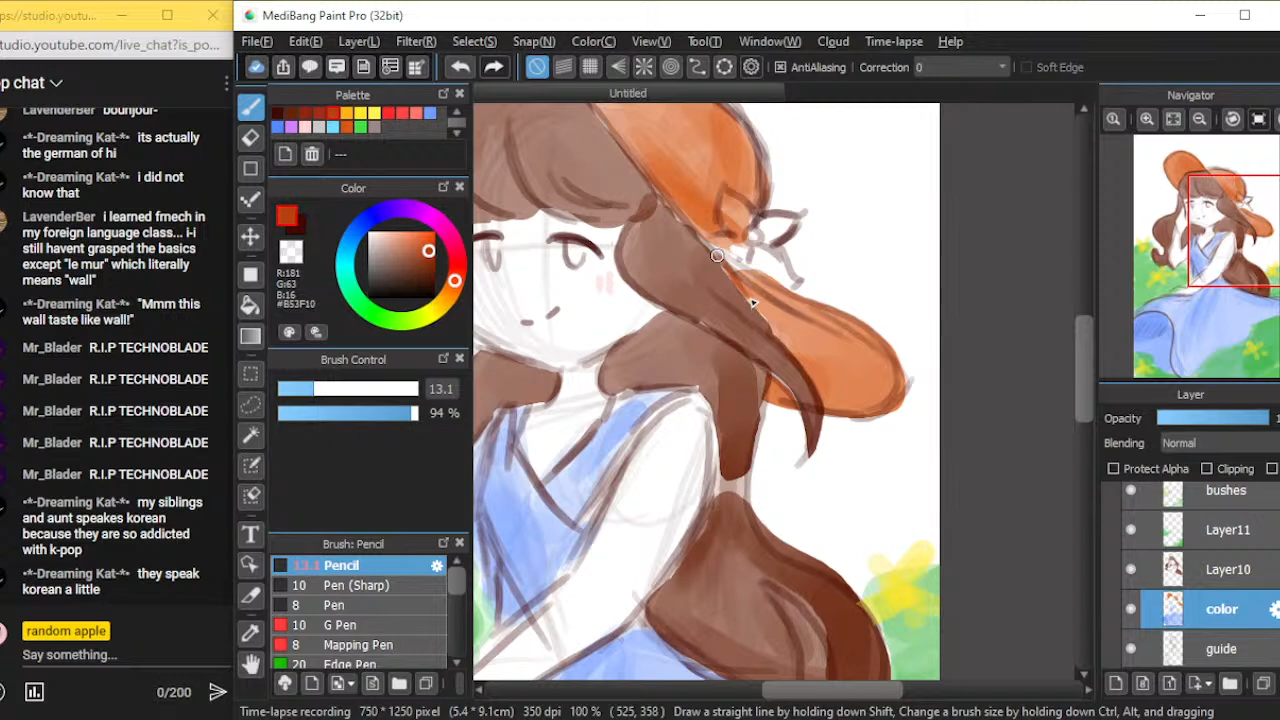 ps://studio.youtu...
studio.youtube.com/live_chat?is_po...
p chat
LavenderBer bounjour-
-*-Dreaming Kat-*- its actually
the german of hi
-*-Dreaming Kat-*- i did not
know that
LavenderBer i learned frnech in
my foreign language class... i-i
still havent grasped the basics
except "le mur" which literally
means "wall"
-*-Dreaming Kat-*- "Mmm this
wall taste like wall!"
Mr_Blader R.I.P TECHNOBLADE
Mr_Blader R.I.P TECHNOBLADE
Mr_Blader R.I.P TECHNOBLADE
Mr_Blader R.I.P TECHNOBLADE
Mr_Blader R.I.P TECHNOBLADE
-*-Dreaming Kat-*- my siblings
and aunt speaks korean
because they are so addicted
with k-pop
-*-Dreaming Kat-*- they speak
korean a little
random apple
Say something...
0/200
MediBang Paint Pro (32bit)
File(F) Edit(E) Layer(L) Filter(R) Select(S) Snap(N) Color(C) View(V) Tool(T) Window(W) Cloud Time-lapse Help
AntiAliasing Correction 0 Soft Edge
Palette
---
Color
R:181
G:63
B:16
#B53F10
Brush Control
13.1
94 %
Brush: Pencil
13.1 Pencil
10 Pen (Sharp)
8 Pen
10 G Pen
8 Mapping Pen
20 Edge Pen
T
Untitled
Navigator
Layer
Opacity 1
Blending Normal
Protect Alpha Clipping
bushes
Layer11
Layer10
color
guide
Time-lapse recording 750 * 1250 pixel (5.4 * 9.1cm) 350 dpi 100 % ( 525, 358 ) Draw a straight line by holding down Shift, Change a brush size by holding down Ctrl, Alt, and dragging